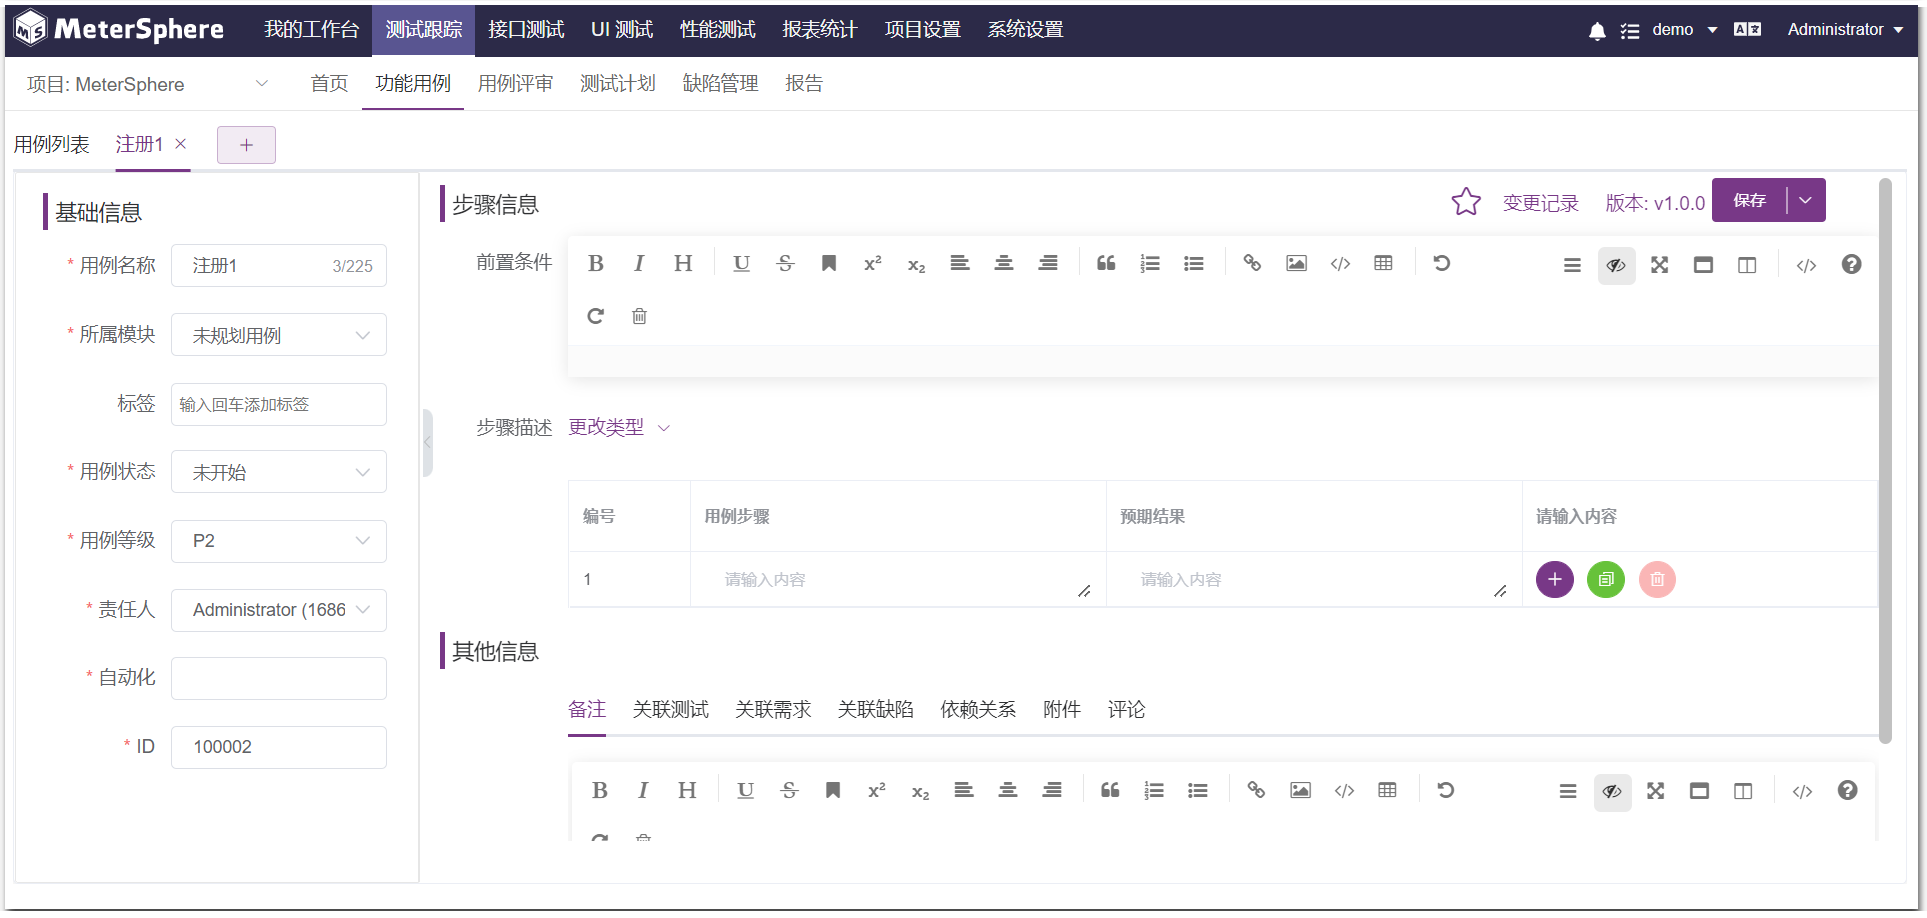 MeterSphere 我的工作台 测试跟踪 接口测试 UI 测试 性能测试 报表统计 项目设置 系统设置 demo Administrator
项目: MeterSphere 首页 功能用例 用例评审 测试计划 缺陷管理 报告
用例列表 注册1
基础信息
* 用例名称 注册1 3/225
* 所属模块 未规划用例
标签 输入回车添加标签
* 用例状态 未开始
* 用例等级 P2
* 责任人 Administrator (1686
* 自动化
* ID 100002
步骤信息 变更记录 版本: v1.0.0 保存
前置条件
步骤描述 更改类型
编号 用例步骤 预期结果 请输入内容
1 请输入内容 请输入内容
其他信息
备注 关联测试 关联需求 关联缺陷 依赖关系 附件 评论